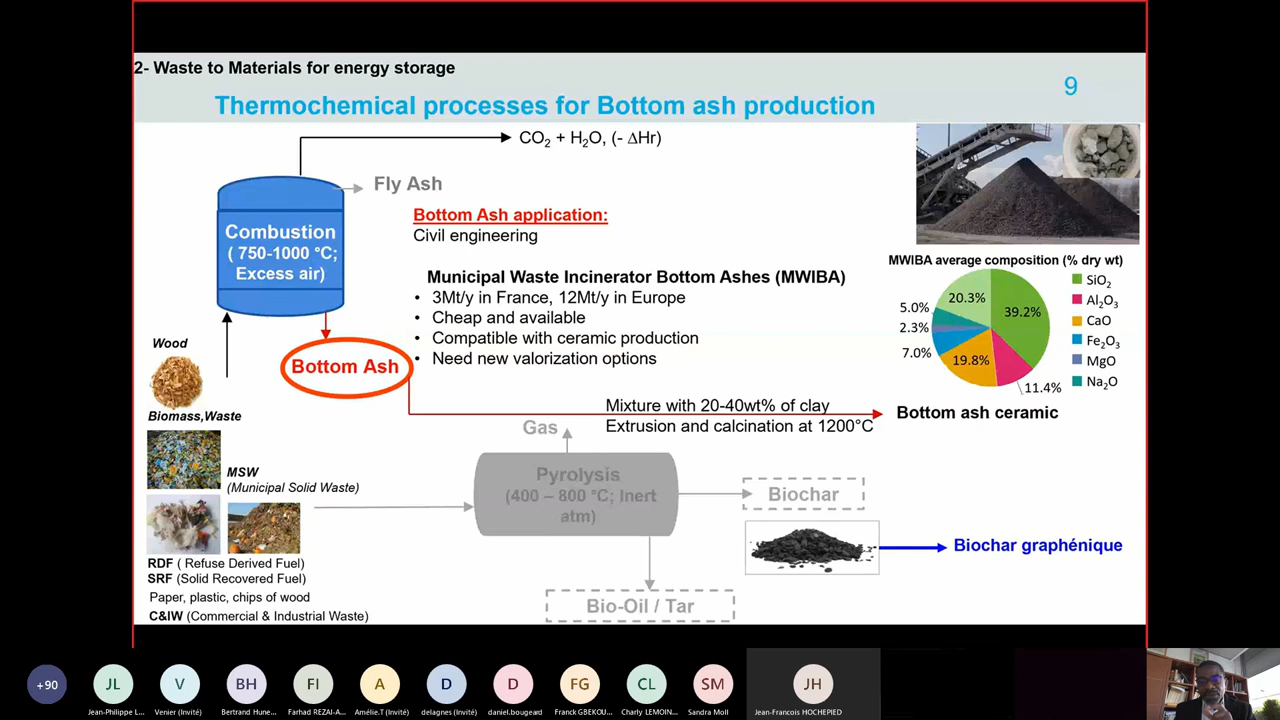 2- Waste to Materials for energy storage
Thermochemical processes for Bottom ash production
9
CO₂ + H₂O, (- ΔHr)
Fly Ash
Combustion
( 750-1000 °C;
Excess air)
Bottom Ash application:
Civil engineering
Municipal Waste Incinerator Bottom Ashes (MWIBA)
• 3Mt/y in France, 12Mt/y in Europe
• Cheap and available
• Compatible with ceramic production
• Need new valorization options
MWIBA average composition (% dry wt)
20.3%
39.2%
5.0%
2.3%
7.0%
19.8%
11.4%
SiO₂
Al₂O₃
CaO
Fe₂O₃
MgO
Na₂O
Wood
Bottom Ash
Biomass,Waste
Mixture with 20-40wt% of clay
Extrusion and calcination at 1200°C
Bottom ash ceramic
Gas
MSW
(Municipal Solid Waste)
Pyrolysis
(400 – 800 °C; Inert
atm)
Biochar
Biochar graphénique
RDF ( Refuse Derived Fuel)
SRF (Solid Recovered Fuel)
Paper, plastic, chips of wood
C&IW (Commercial & Industrial Waste)
Bio-Oil / Tar
+90
JL
V
BH
FI
A
D
D
FG
CL
SM
JH
Jean-Philippe L...
Venier (Invité)
Bertrand Hune...
Farhad REZAI-A...
Amélie.T (Invité)
delagnes (Invité)
daniel.bougeard
Franck GBEKOU...
Charly LEMOIN...
Sandra Moll
Jean-Francois HOCHEPIED